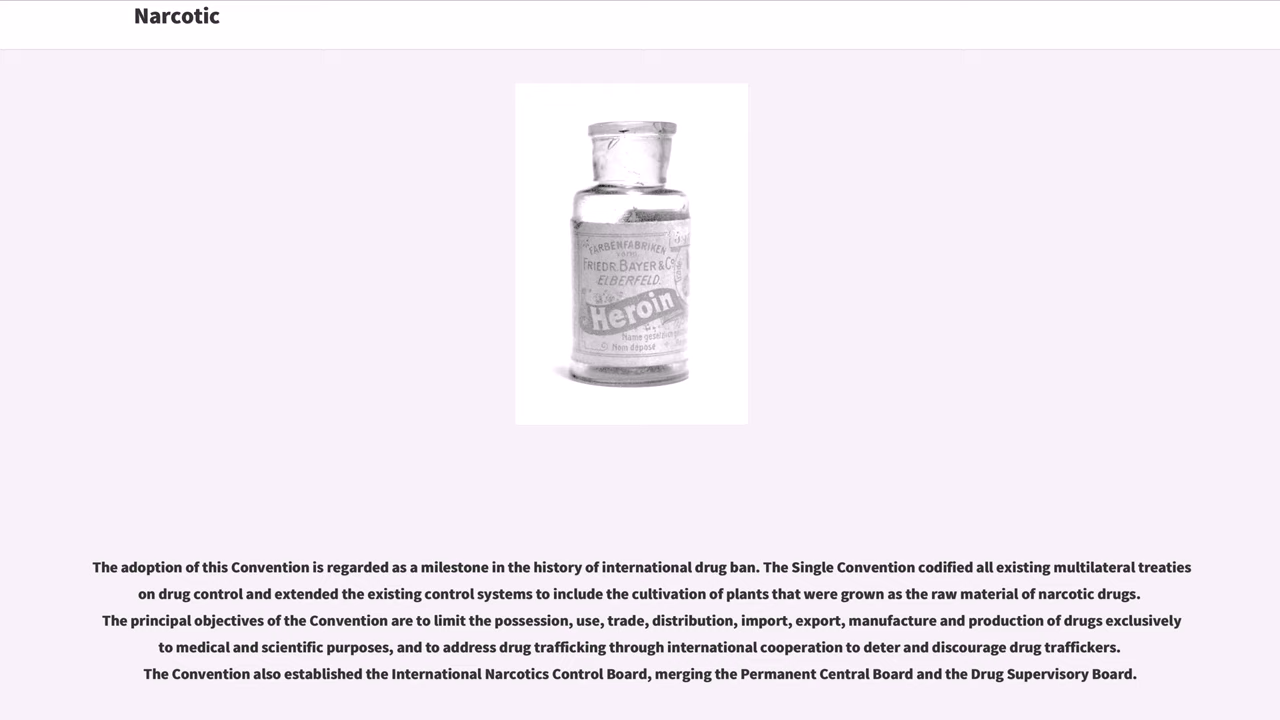 Narcotic
FARBENFABRIKEN
FRIEDR. BAYER & Co
ELBERFELD.
Heroin
Nom déposé
The adoption of this Convention is regarded as a milestone in the history of international drug ban. The Single Convention codified all existing multilateral treaties
on drug control and extended the existing control systems to include the cultivation of plants that were grown as the raw material of narcotic drugs.
The principal objectives of the Convention are to limit the possession, use, trade, distribution, import, export, manufacture and production of drugs exclusively
to medical and scientific purposes, and to address drug trafficking through international cooperation to deter and discourage drug traffickers.
The Convention also established the International Narcotics Control Board, merging the Permanent Central Board and the Drug Supervisory Board.